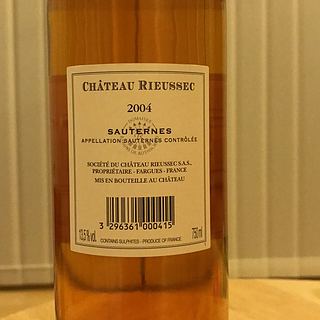 CHÂTEAU RIEUSSEC
2004
SAUTERNES
APPELLATION SAUTERNES CONTRÔLÉE
SOCIÉTÉ DU CHÂTEAU RIEUSSEC S.A.S.,
PROPRIÉTAIRE - FARGUES - FRANCE
MIS EN BOUTEILLE AU CHÂTEAU
3 296361 000415
13,5 % vol. 750 ml
CONTAINS SULPHITES - PRODUCE OF FRANCE